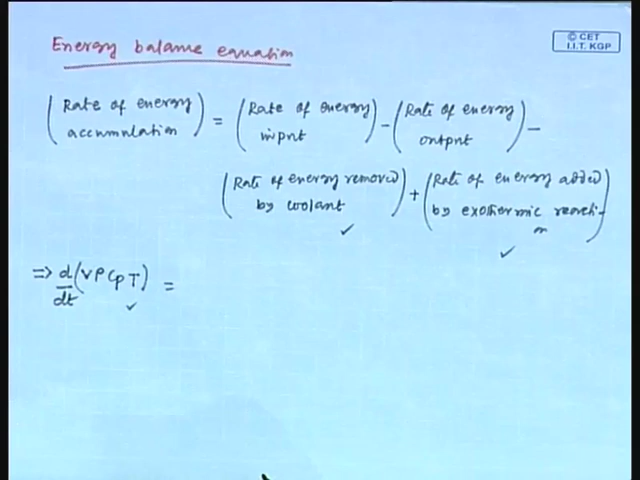 Energy balance equation
© CET
I.I.T. KGP
(Rate of energy accumulation) = (Rate of energy input) - (Rate of energy output) -
(Rate of energy removed by coolant) + (Rate of energy added by exothermic reaction)
✓ ✓
=> d/dt (VρCpT) =
✓